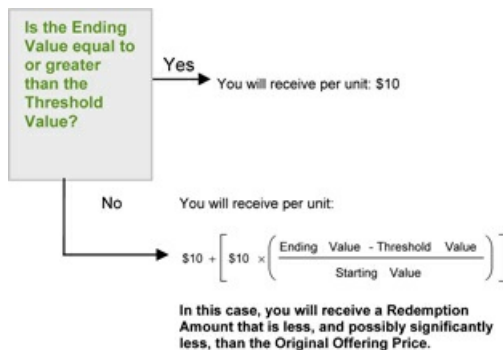 Is the Ending
Value equal to
or greater
than the
Threshold
Value?
Yes
You will receive per unit: $10
No
You will receive per unit:
$10 + [ $10 × ( Ending Value - Threshold Value / Starting Value ) ]
In this case, you will receive a Redemption
Amount that is less, and possibly significantly
less, than the Original Offering Price.